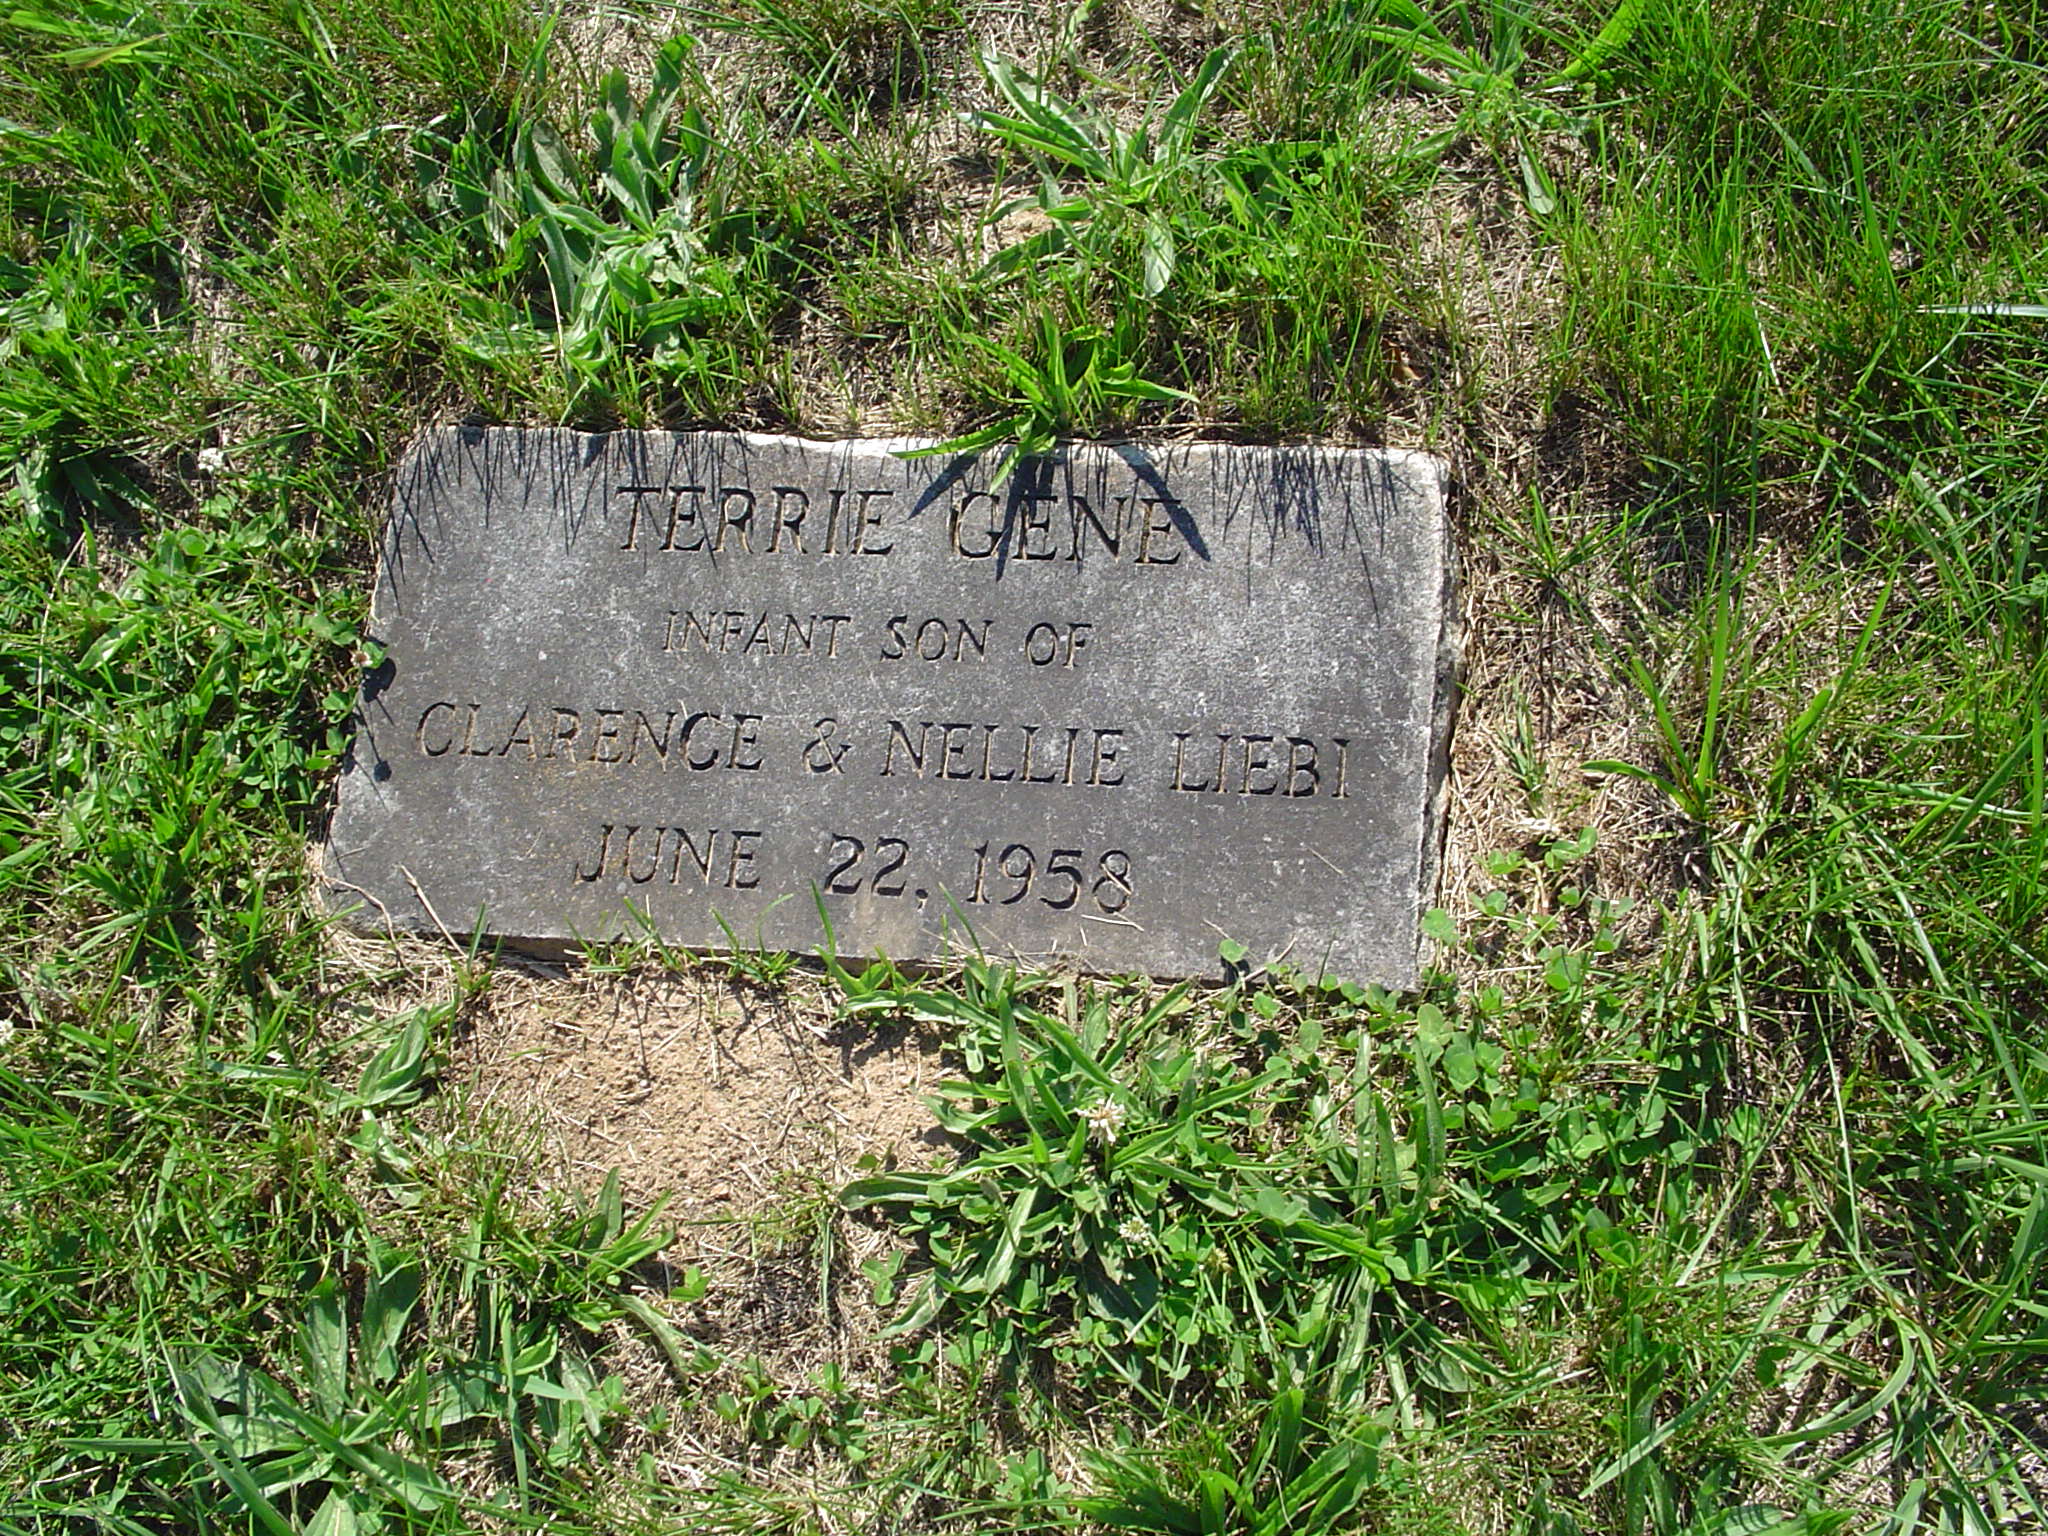 TERRIE GENE
INFANT SON OF
CLARENCE & NELLIE LIEBI
JUNE 22, 1958